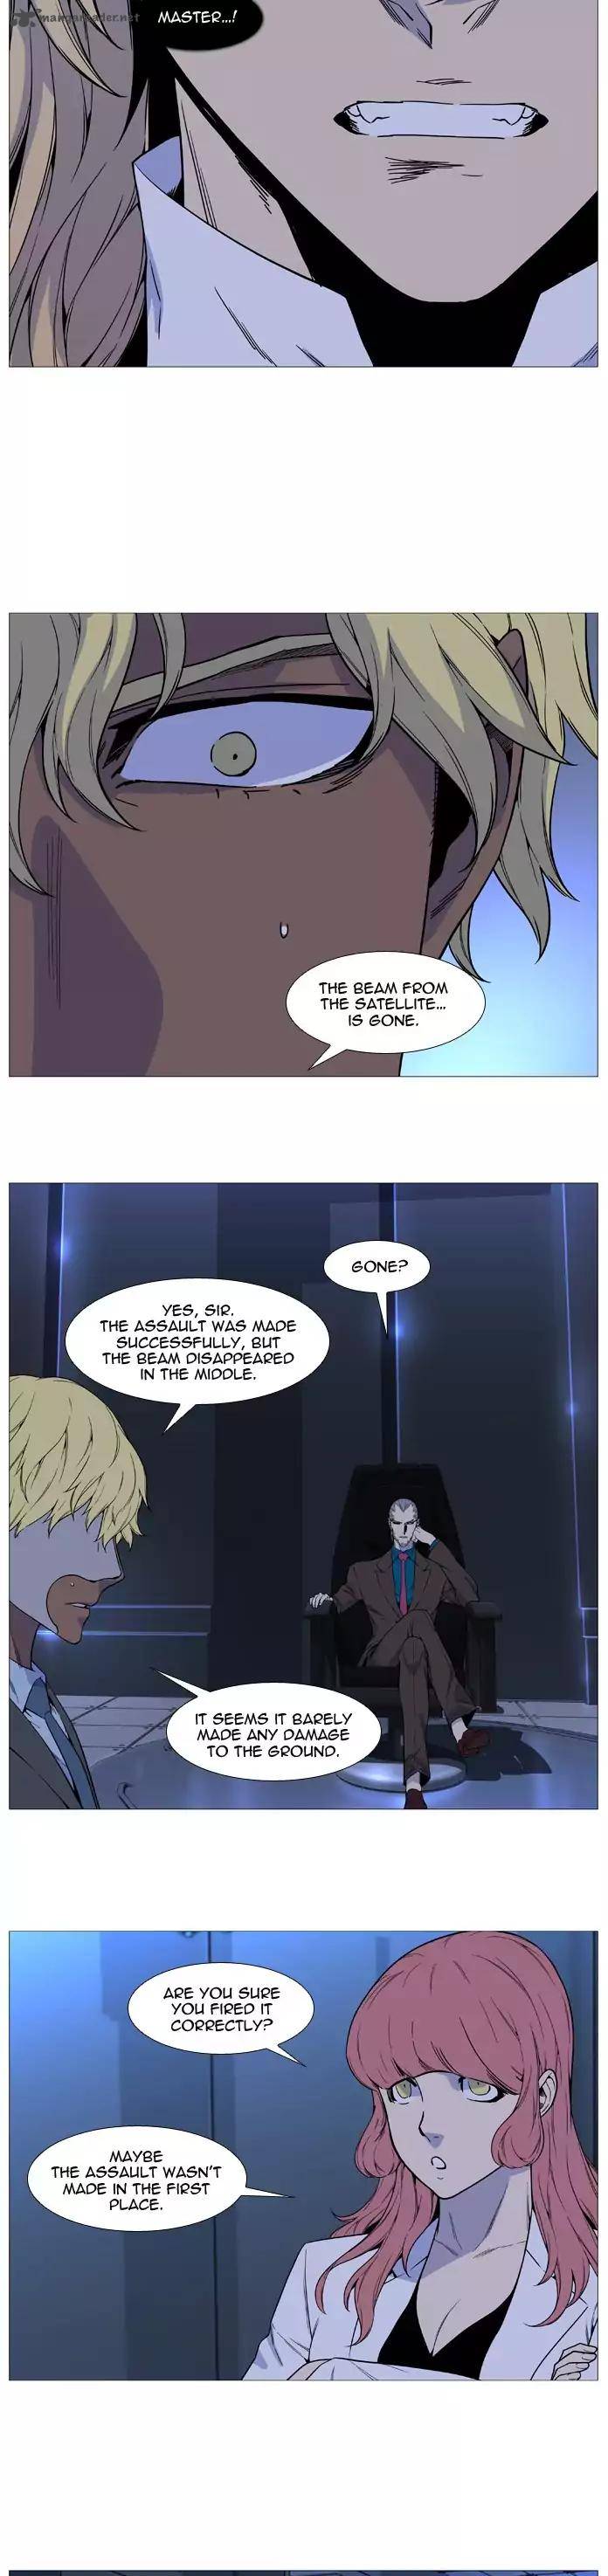 mangareader.net
MASTER...!
THE BEAM FROM
THE SATELLITE...
IS GONE.
GONE?
YES, SIR.
THE ASSAULT WAS MADE
SUCCESSFULLY, BUT
THE BEAM DISAPPEARED
IN THE MIDDLE.
IT SEEMS IT BARELY
MADE ANY DAMAGE
TO THE GROUND.
ARE YOU SURE
YOU FIRED IT
CORRECTLY?
MAYBE
THE ASSAULT WASN'T
MADE IN THE FIRST
PLACE.